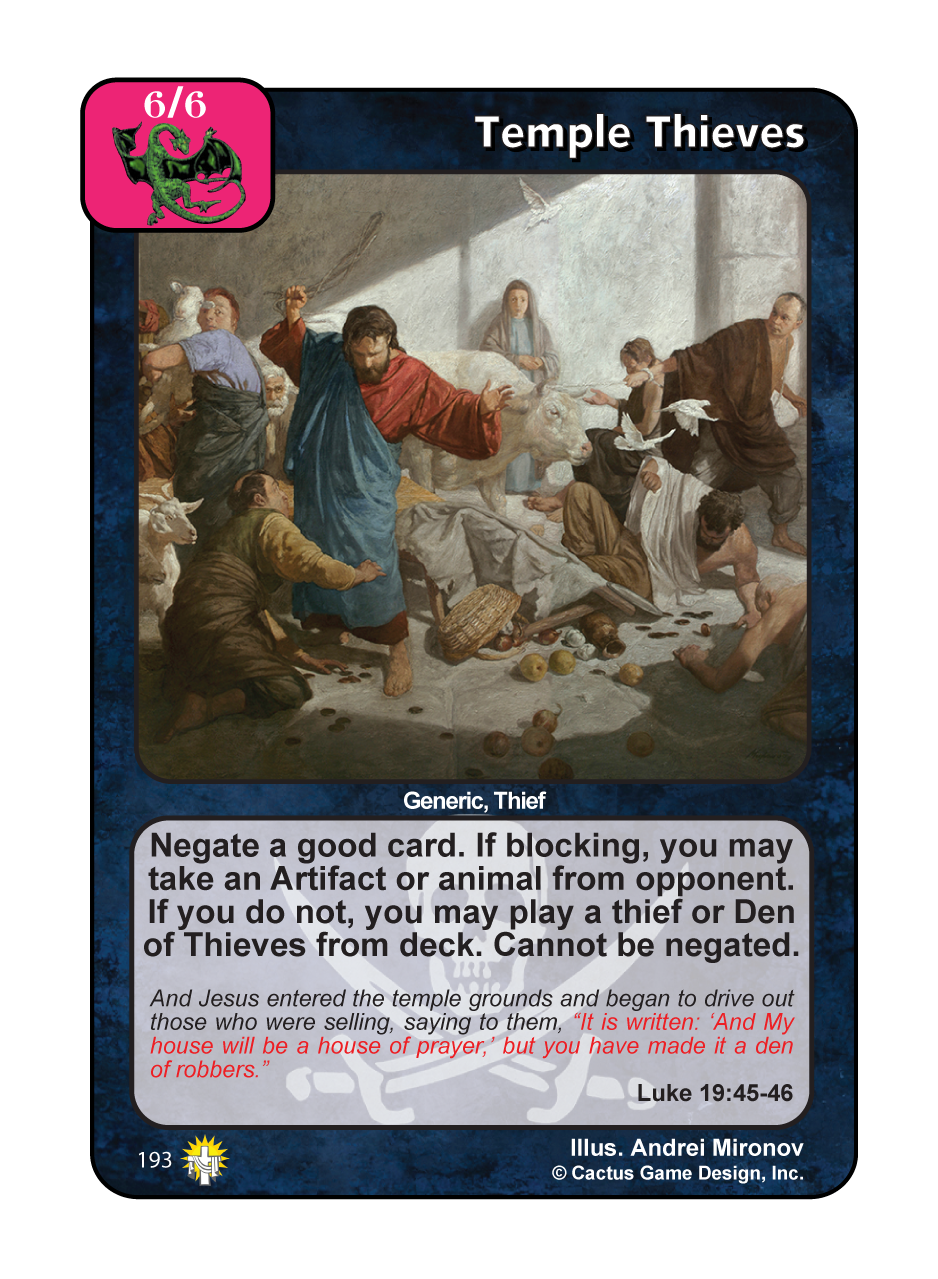 6/6
Temple Thieves
Generic, Thief
Negate a good card. If blocking, you may
take an Artifact or animal from opponent.
If you do not, you may play a thief or Den
of Thieves from deck. Cannot be negated.
And Jesus entered the temple grounds and began to drive out
those who were selling, saying to them, “It is written: ‘And My
house will be a house of prayer,’ but you have made it a den
of robbers.”
Luke 19:45-46
193
Illus. Andrei Mironov
© Cactus Game Design, Inc.